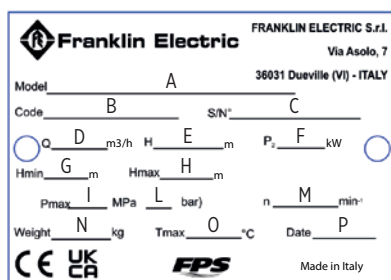 Franklin Electric
FRANKLIN ELECTRIC S.r.l.
Via Asolo, 7
36031 Dueville (VI) - ITALY
Model A
Code B S/N° C
Q D m3/h H E m P₂ F kW
Hmin G m Hmax H m
Pmax I MPa L bar) n M min⁻¹
Weight N kg Tmax O °C Date P
CE UK
CA FPS Made in Italy